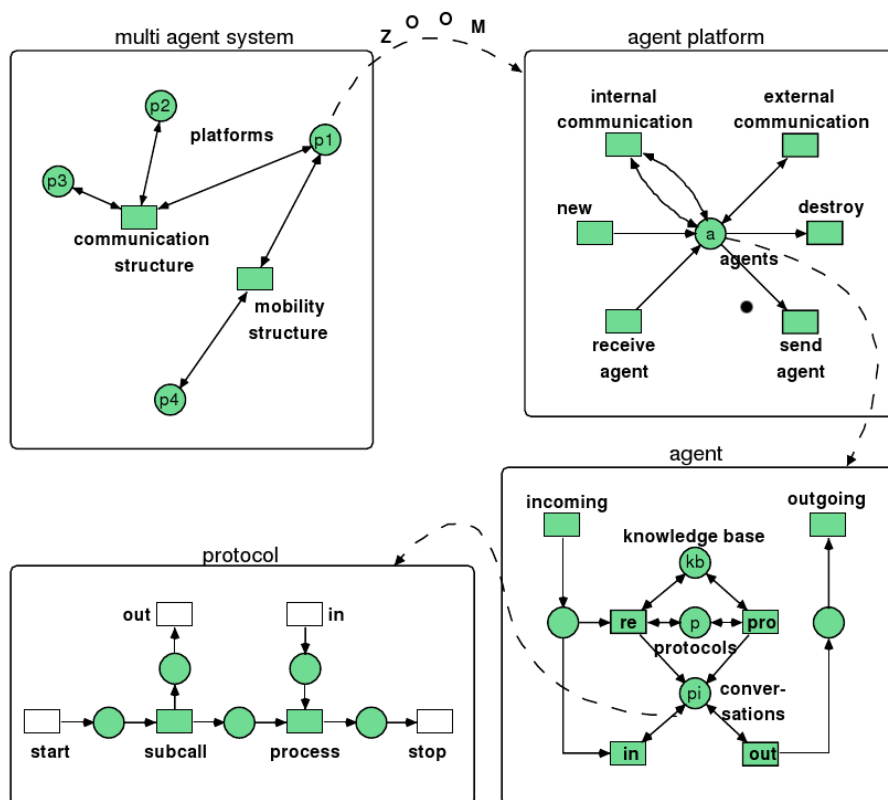 multi agent system
Z O O M
agent platform
p2
platforms
p1
p3
communication
structure
mobility
structure
p4
internal
communication
external
communication
new
destroy
a
agents
receive
agent
send
agent
agent
incoming
outgoing
knowledge base
kb
re
p
pro
protocols
pi
conver-
sations
in
out
protocol
out
in
start
subcall
process
stop